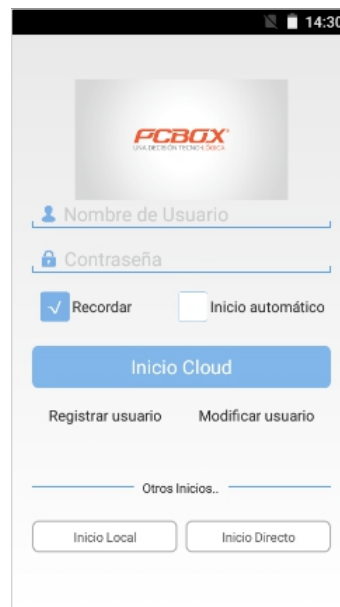 14:30
PCBOX
UNA DECISIÓN TECNOLÓGICA
Nombre de Usuario
Contraseña
Recordar Inicio automático
Inicio Cloud
Registrar usuario Modificar usuario
Otros Inicios..
Inicio Local Inicio Directo